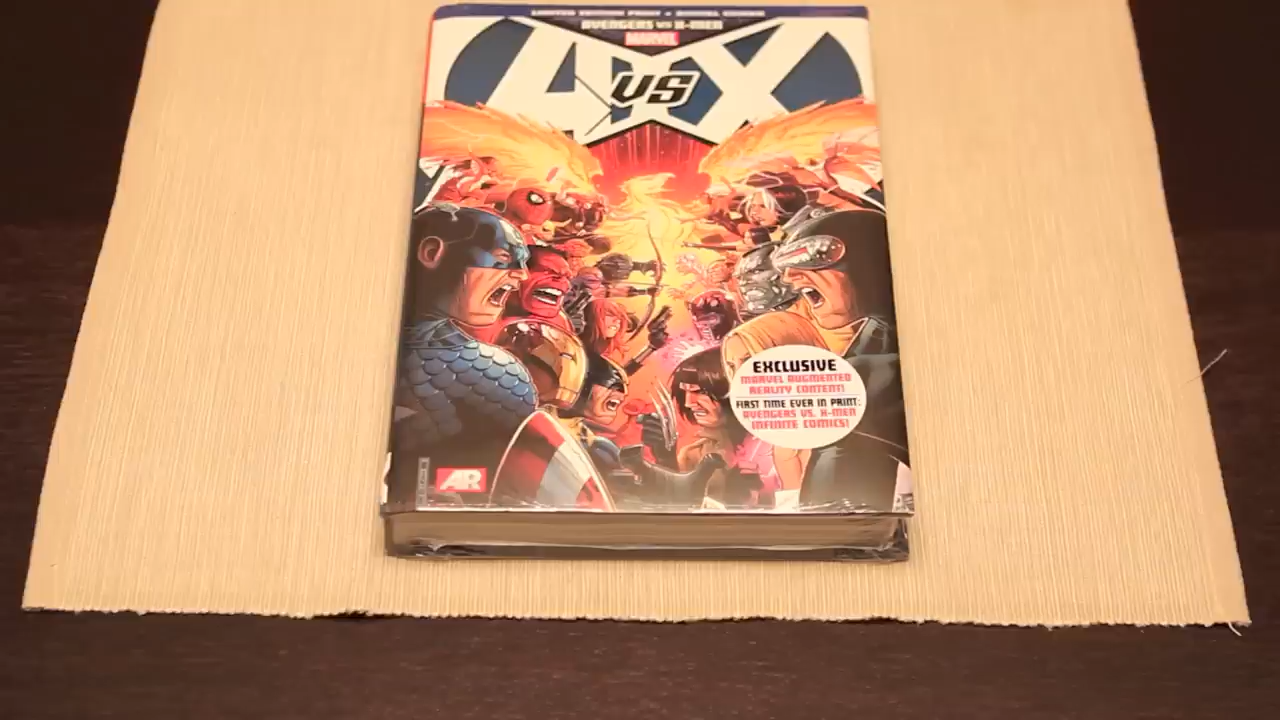 AVENGERS VS X-MEN
MARVEL
A VS X
EXCLUSIVE
MARVEL AUGMENTED
REALITY CONTENT!
FIRST TIME EVER IN PRINT:
AVENGERS VS. X-MEN
INFINITE COMICS!
AR